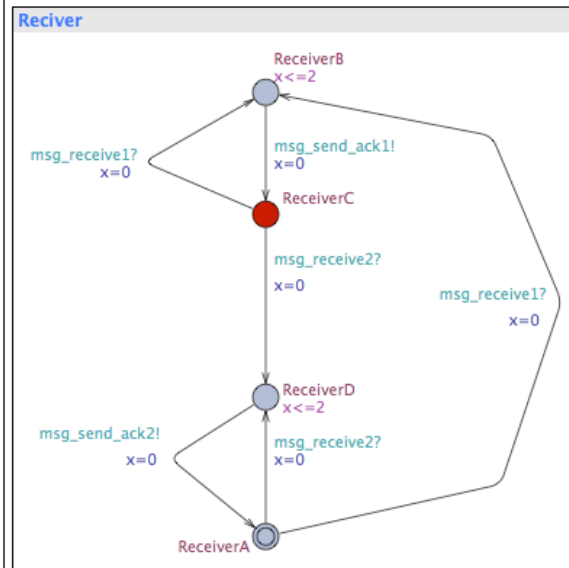 Reciver
ReceiverB
x<=2
msg_receive1?
x=0
msg_send_ack1!
x=0
ReceiverC
msg_receive2?
x=0
msg_receive1?
x=0
ReceiverD
x<=2
msg_send_ack2!
x=0
msg_receive2?
x=0
ReceiverA